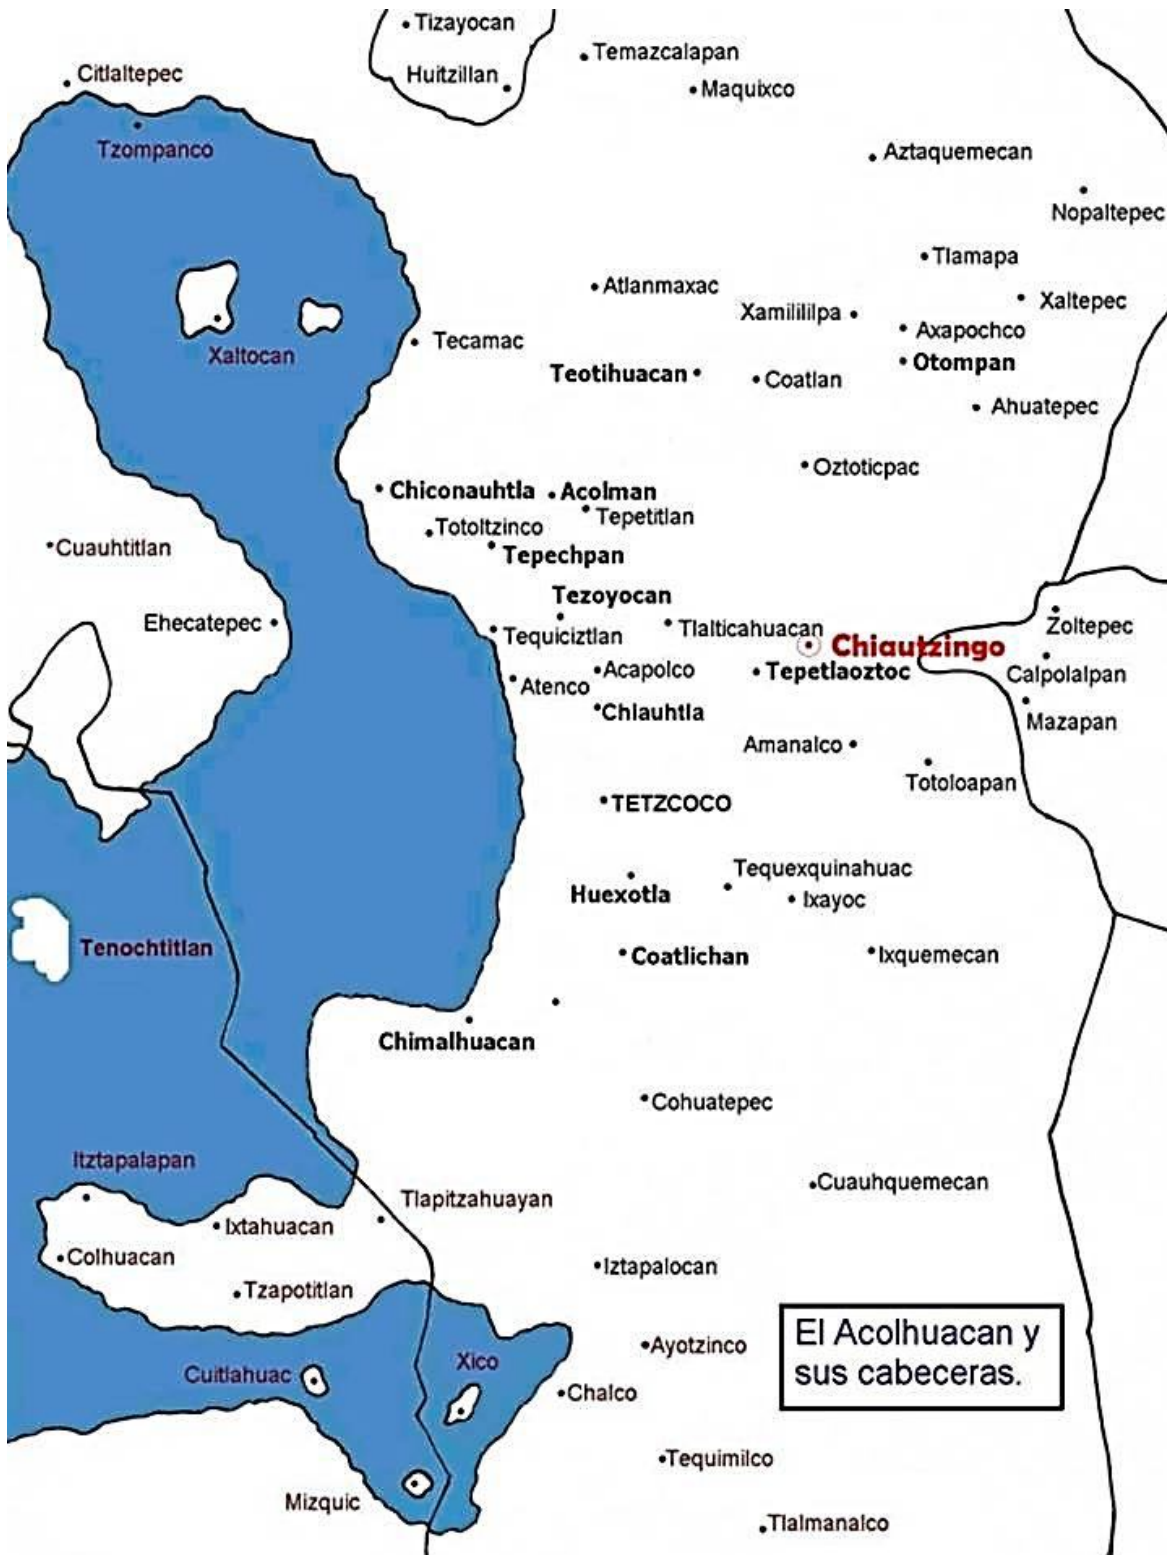 Tizayocan
Temazcalapan
Citlaltepec
Huitzillan
Maquixco
Tzompanco
Aztaquemecan
Nopaltepec
Tlamapa
Atlanmaxac
Xaltepec
Xamililpa
Axapochco
Xaltocan
Tecamac
Otompan
Teotihuacan
Coatlan
Ahuatepec
Oztoticpac
Chiconauhtla
Acolman
Tepetitlan
Totoltzinco
Cuauhtitlan
Tepechpan
Tezoyocan
Ehecatepec
Tequiciztlan
Tlalticahuacan
Zoltepec
Chiautzingo
Acapolco
Tepetlaoztoc
Calpolalpan
Atenco
Chlauhtla
Mazapan
Amanalco
Totoloapan
TETZCOCO
Tequexquinahuac
Huexotla
Ixayoc
Tenochtitlan
Coatlichan
Ixquemecan
Chimalhuacan
Cohuatepec
Itztapalapan
Cuauhquemecan
Tlapitzahuayan
Ixtahuacan
Colhuacan
Iztapalocan
Tzapotitlan
El Acolhuacan y
sus cabeceras.
Ayotzinco
Xico
Cuitlahuac
Chalco
Tequimilco
Mizquic
Tlalmanalco